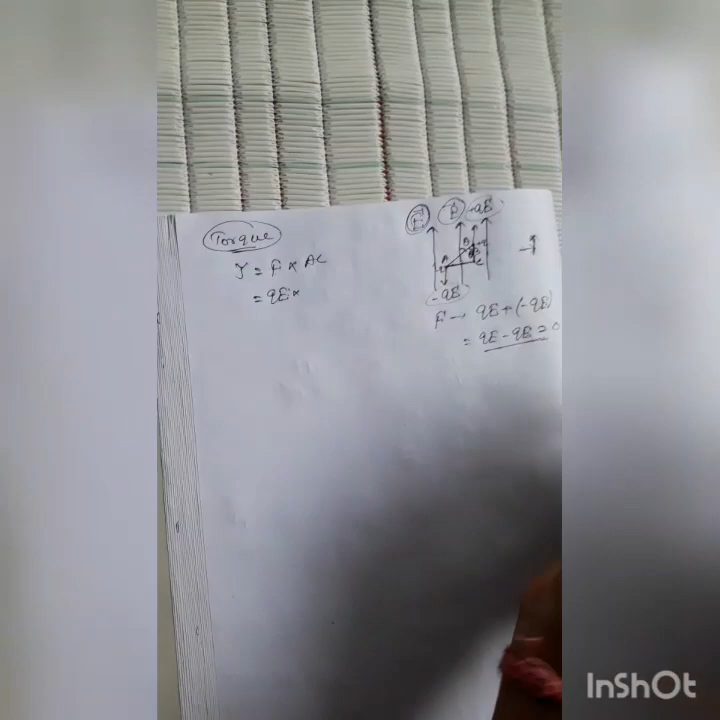 Torque
τ = F × AC
= qE ×
E P +qE
B
A C
-qE
F → qE + (-qE)
= qE - qE = 0
InShOt